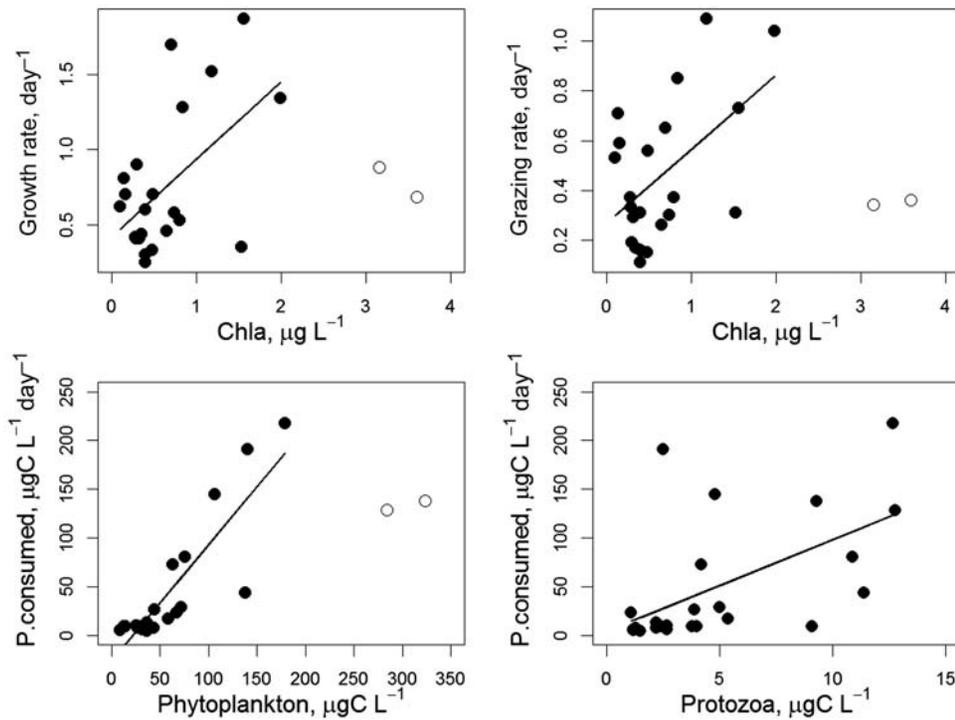 Growth rate, day⁻¹
0.5 1.0 1.5
0 1 2 3 4
Chla, µg L⁻¹
Grazing rate, day⁻¹
0.2 0.4 0.6 0.8 1.0
0 1 2 3 4
Chla, µg L⁻¹
P.consumed, µgC L⁻¹ day⁻¹
0 50 100 150 200 250
0 50 100 150 200 250 300 350
Phytoplankton, µgC L⁻¹
P.consumed, µgC L⁻¹ day⁻¹
0 50 100 150 200 250
0 5 10 15
Protozoa, µgC L⁻¹